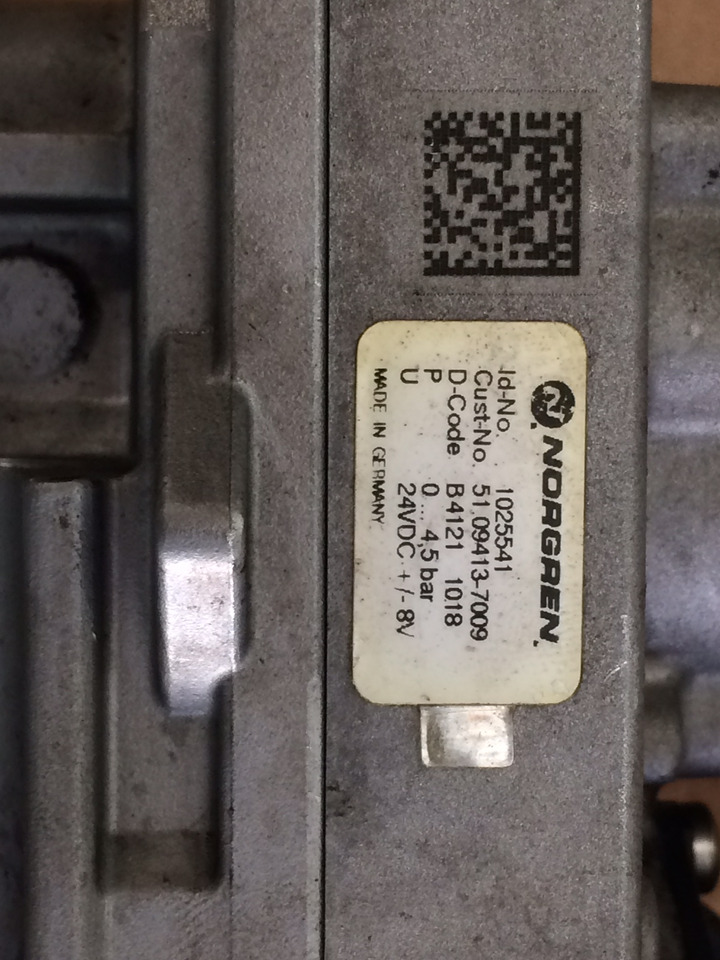 NORGREN.
Id-No. 1025541
Cust-No. 51.09413-7009
D-Code B4121 1018
P 0 ... 4,5 bar
U 24VDC +/- 8V
MADE IN GERMANY